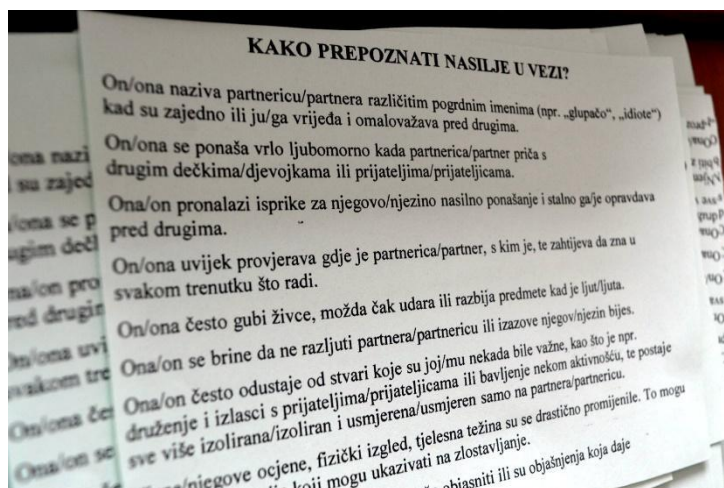 KAKO PREPOZNATI NASILJE U VEZI?
On/ona naziva partnericu/partnera različitim pogrdnim imenima (npr. „glupačo“, „idiote“)
kad su zajedno ili ju/ga vrijeđa i omalovažava pred drugima.
On/ona se ponaša vrlo ljubomorno kada partnerica/partner priča s
drugim dečkima/djevojkama ili prijateljima/prijateljicama.
Ona/on pronalazi isprike za njegovo/njezino nasilno ponašanje i stalno ga/je opravdava
pred drugima.
On/ona uvijek provjerava gdje je partnerica/partner, s kim je, te zahtijeva da zna u
svakom trenutku što radi.
On/ona često gubi živce, možda čak udara ili razbija predmete kad je ljut/ljuta.
Ona/on se brine da ne razljuti partnera/partnericu ili izazove njegov/njezin bijes.
Ona/on često odustaje od stvari koje su joj/mu nekada bile važne, kao što je npr.
druženje i izlasci s prijateljima/prijateljicama ili bavljenje nekom aktivnošću, te postaje
sve više izolirana/izoliran i usmjerena/usmjeren samo na partnera/partnericu.
/njegove ocjene, fizički izgled, tjelesna težina su se drastično promijenile. To mogu
koji mogu ukazivati na zlostavljanje.
objasniti ili su objašnjenja koja daje